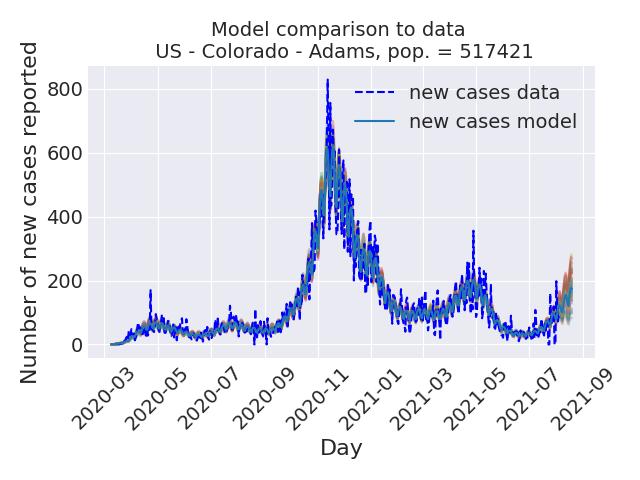 Model comparison to data
US - Colorado - Adams, pop. = 517421
Number of new cases reported
800
600
400
200
0
new cases data
new cases model
2020-03
2020-05
2020-07
2020-09
2020-11
2021-01
2021-03
2021-05
2021-07
2021-09
Day